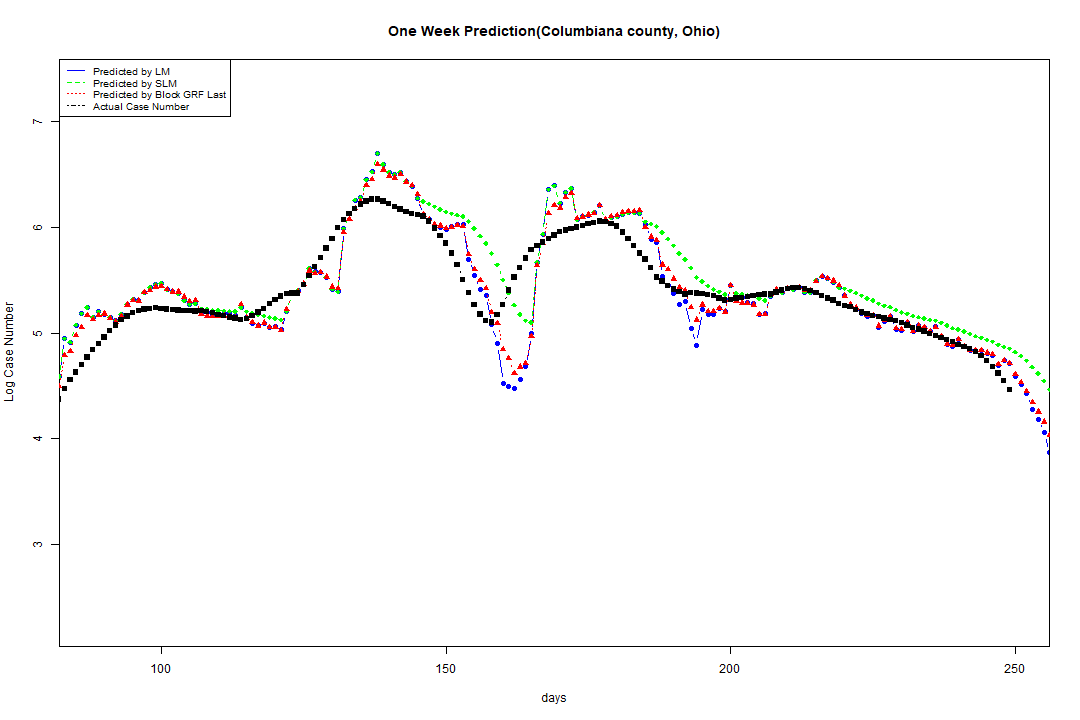 One Week Prediction(Columbiana county, Ohio)
Predicted by LM
Predicted by SLM
Predicted by Block GRF Last
Actual Case Number
7
6
5
4
3
Log Case Number
100
150
200
250
days